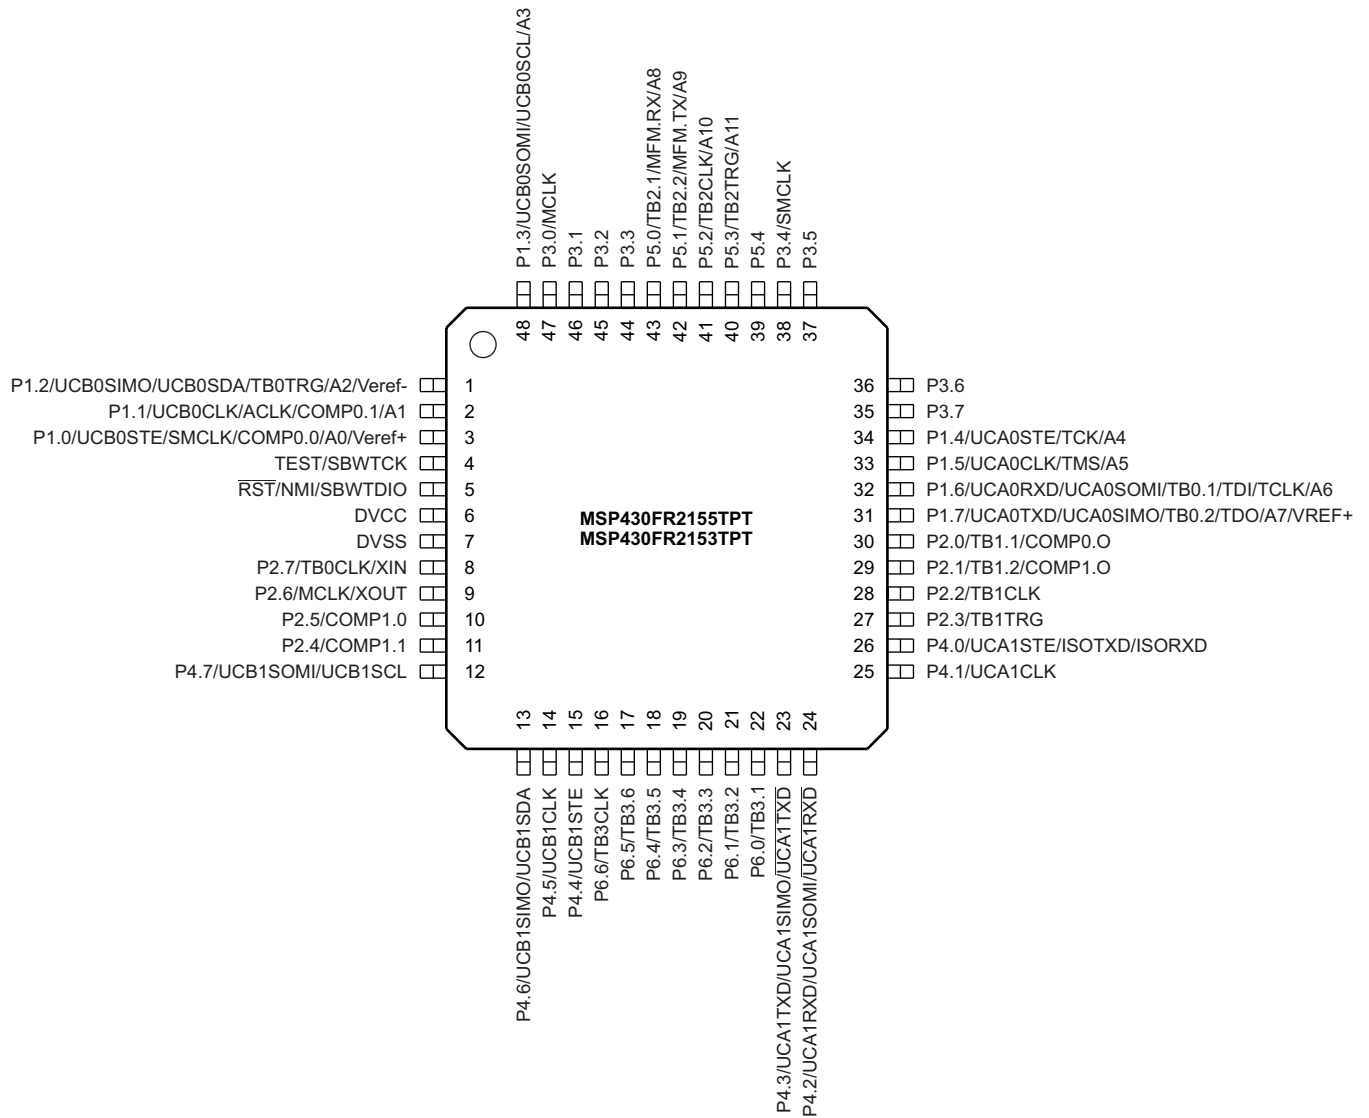 P1.3/UCB0SOMI/UCB0SCL/A3
P3.0/MCLK
P3.1
P3.2
P3.3
P5.0/TB2.1/MFM.RX/A8
P5.1/TB2.2/MFM.TX/A9
P5.2/TB2CLK/A10
P5.3/TB2TRG/A11
P5.4
P3.4/SMCLK
P3.5
48 47 46 45 44 43 42 41 40 39 38 37
P1.2/UCB0SIMO/UCB0SDA/TB0TRG/A2/Veref- 1
P1.1/UCB0CLK/ACLK/COMP0.1/A1 2
P1.0/UCB0STE/SMCLK/COMP0.0/A0/Veref+ 3
TEST/SBWTCK 4
R̅S̅T̅/NMI/SBWTDIO 5
DVCC 6
DVSS 7
P2.7/TB0CLK/XIN 8
P2.6/MCLK/XOUT 9
P2.5/COMP1.0 10
P2.4/COMP1.1 11
P4.7/UCB1SOMI/UCB1SCL 12
MSP430FR2155TPT
MSP430FR2153TPT
36 P3.6
35 P3.7
34 P1.4/UCA0STE/TCK/A4
33 P1.5/UCA0CLK/TMS/A5
32 P1.6/UCA0RXD/UCA0SOMI/TB0.1/TDI/TCLK/A6
31 P1.7/UCA0TXD/UCA0SIMO/TB0.2/TDO/A7/VREF+
30 P2.0/TB1.1/COMP0.O
29 P2.1/TB1.2/COMP1.O
28 P2.2/TB1CLK
27 P2.3/TB1TRG
26 P4.0/UCA1STE/ISOTXD/ISORXD
25 P4.1/UCA1CLK
13 14 15 16 17 18 19 20 21 22 23 24
P4.6/UCB1SIMO/UCB1SDA
P4.5/UCB1CLK
P4.4/UCB1STE
P6.6/TB3CLK
P6.5/TB3.6
P6.4/TB3.5
P6.3/TB3.4
P6.2/TB3.3
P6.1/TB3.2
P6.0/TB3.1
P4.3/UCA1TXD/UCA1SIMO/U̅C̅A̅1̅T̅X̅D̅
P4.2/UCA1RXD/UCA1SOMI/U̅C̅A̅1̅R̅X̅D̅